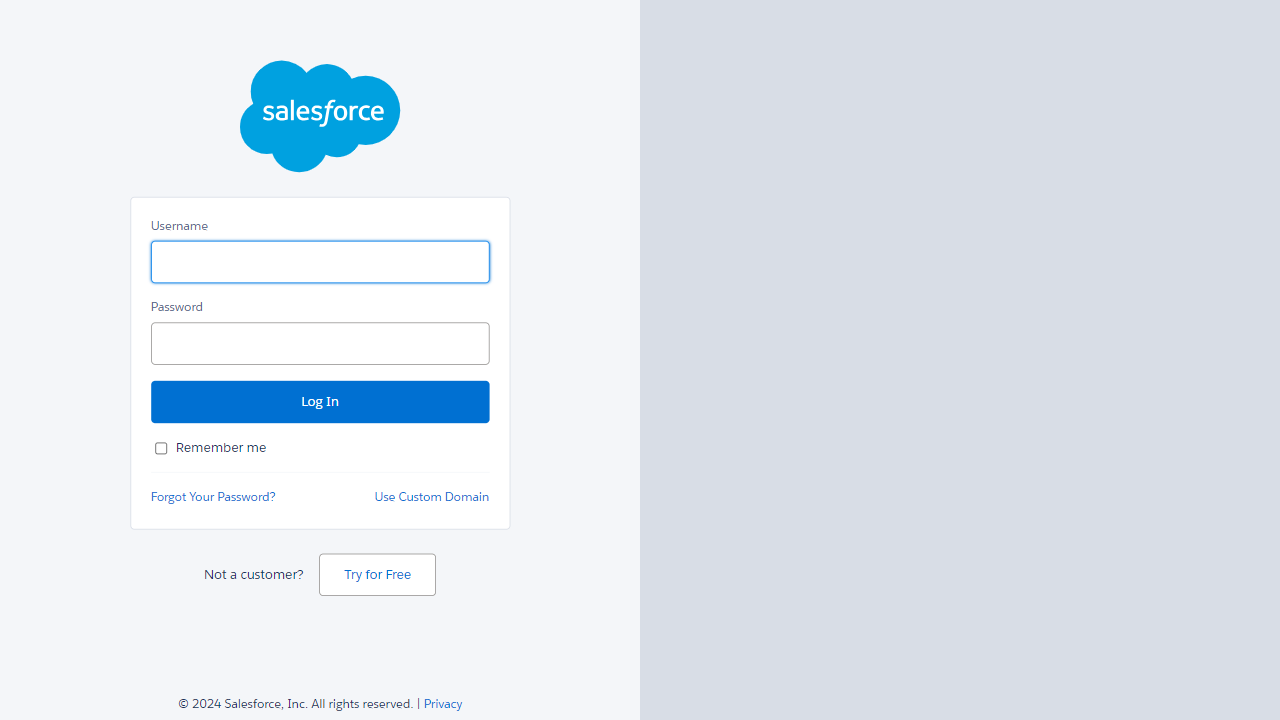 salesforce
Username
Password
Log In
Remember me
Forgot Your Password? Use Custom Domain
Not a customer? Try for Free
© 2024 Salesforce, Inc. All rights reserved. | Privacy